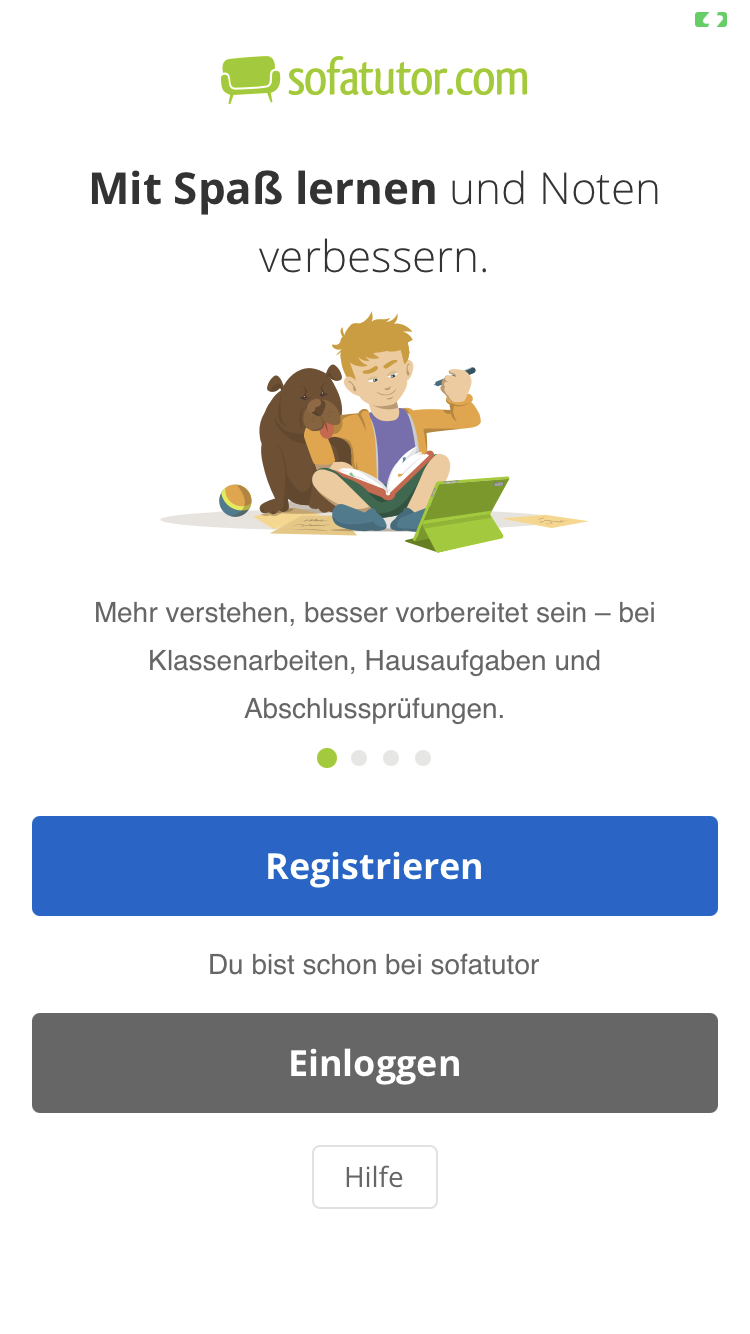 sofatutor.com
Mit Spaß lernen und Noten
verbessern.
Mehr verstehen, besser vorbereitet sein – bei
Klassenarbeiten, Hausaufgaben und
Abschlussprüfungen.
Registrieren
Du bist schon bei sofatutor
Einloggen
Hilfe